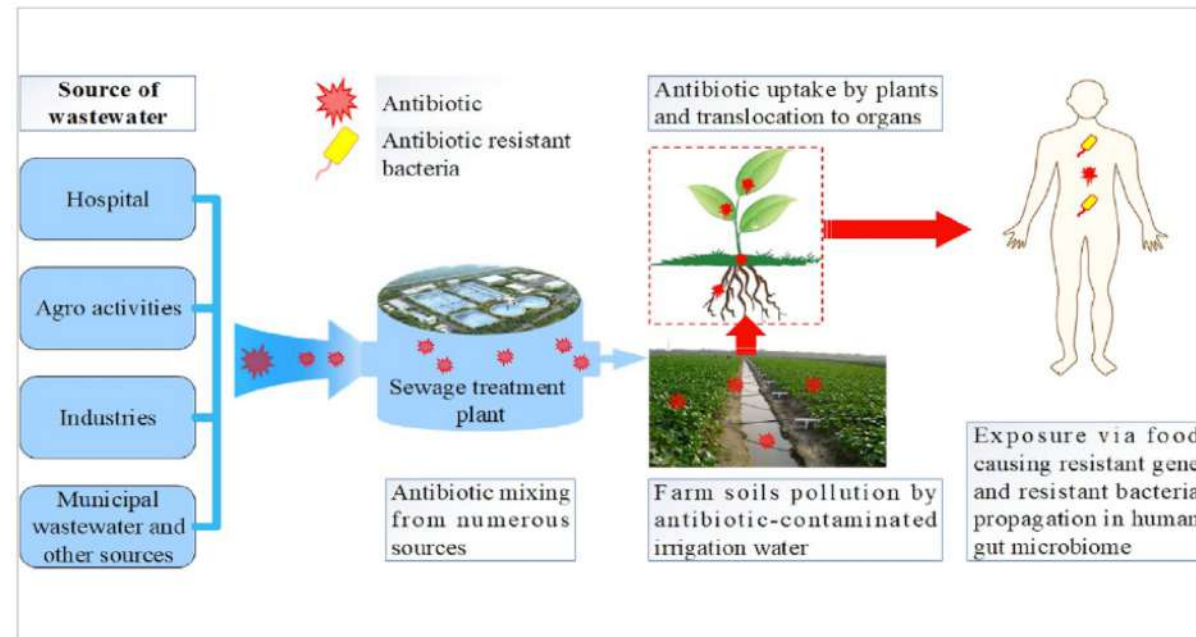 Source of
wastewater
Hospital
Agro activities
Industries
Municipal
wastewater and
other sources
Antibiotic
Antibiotic resistant
bacteria
Sewage treatment
plant
Antibiotic mixing
from numerous
sources
Antibiotic uptake by plants
and translocation to organs
Farm soils pollution by
antibiotic-contaminated
irrigation water
Exposure via food
causing resistant gene
and resistant bacteria
propagation in human
gut microbiome